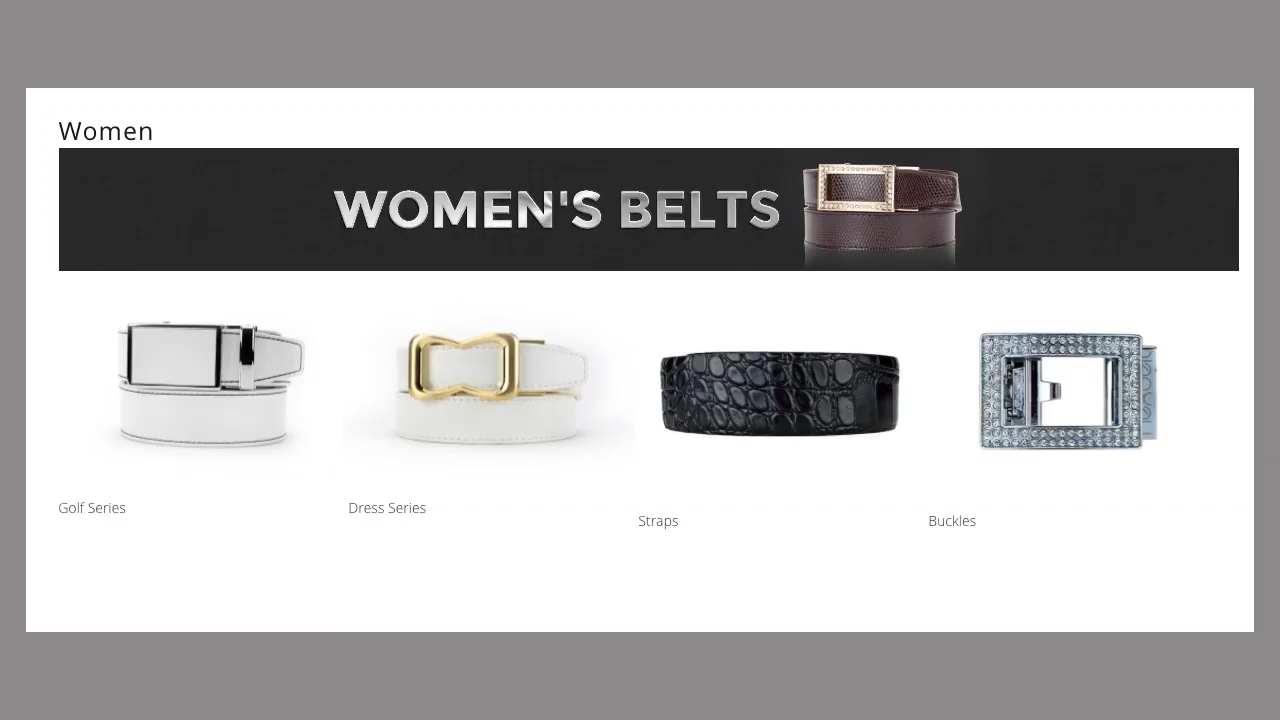 Women
WOMEN'S BELTS
Golf Series
Dress Series
Straps
Buckles